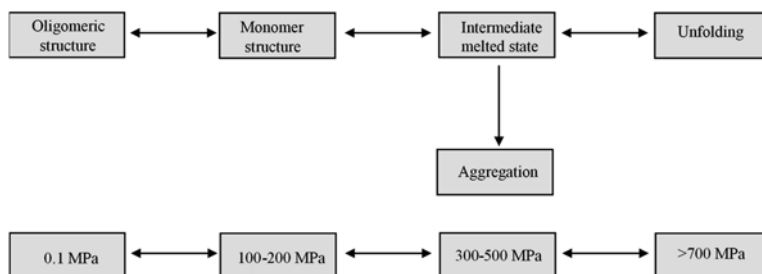 Oligomeric
structure
Monomer
structure
Intermediate
melted state
Unfolding
Aggregation
0.1 MPa
100-200 MPa
300-500 MPa
>700 MPa